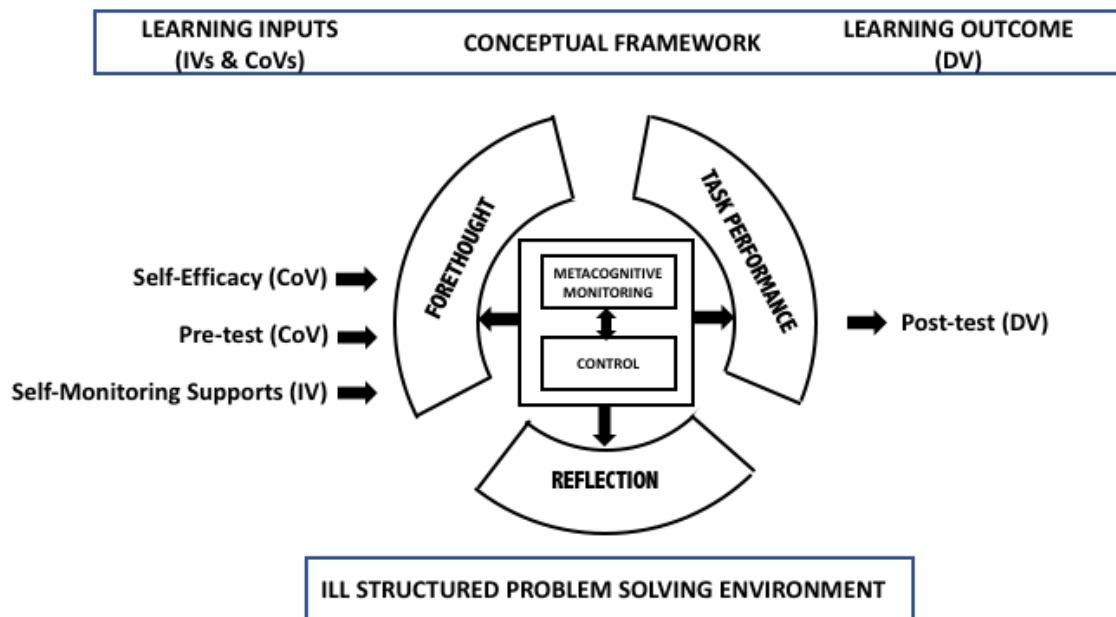 LEARNING INPUTS
(IVs & CoVs)
CONCEPTUAL FRAMEWORK
LEARNING OUTCOME
(DV)
FORETHOUGHT
TASK PERFORMANCE
METACOGNITIVE
MONITORING
CONTROL
Self-Efficacy (CoV)
Pre-test (CoV)
Self-Monitoring Supports (IV)
Post-test (DV)
REFLECTION
ILL STRUCTURED PROBLEM SOLVING ENVIRONMENT